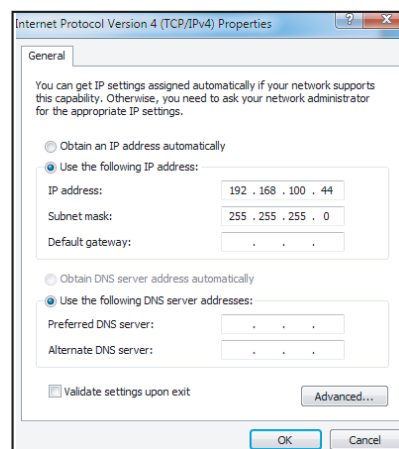 Internet Protocol Version 4 (TCP/IPv4) Properties
General
You can get IP settings assigned automatically if your network supports
this capability. Otherwise, you need to ask your network administrator
for the appropriate IP settings.
Obtain an IP address automatically
Use the following IP address:
IP address: 192 . 168 . 100 . 44
Subnet mask: 255 . 255 . 255 . 0
Default gateway: . . .
Obtain DNS server address automatically
Use the following DNS server addresses:
Preferred DNS server: . . .
Alternate DNS server: . . .
Validate settings upon exit
Advanced...
OK Cancel